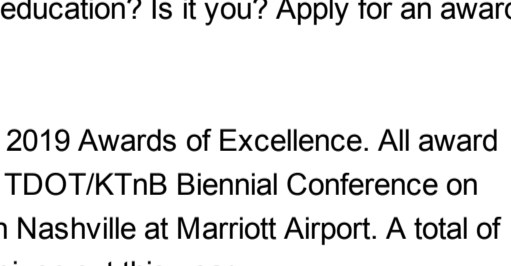 education? Is it you? Apply for an award
2019 Awards of Excellence. All award
TDOT/KTnB Biennial Conference on
Nashville at Marriott Airport. A total of